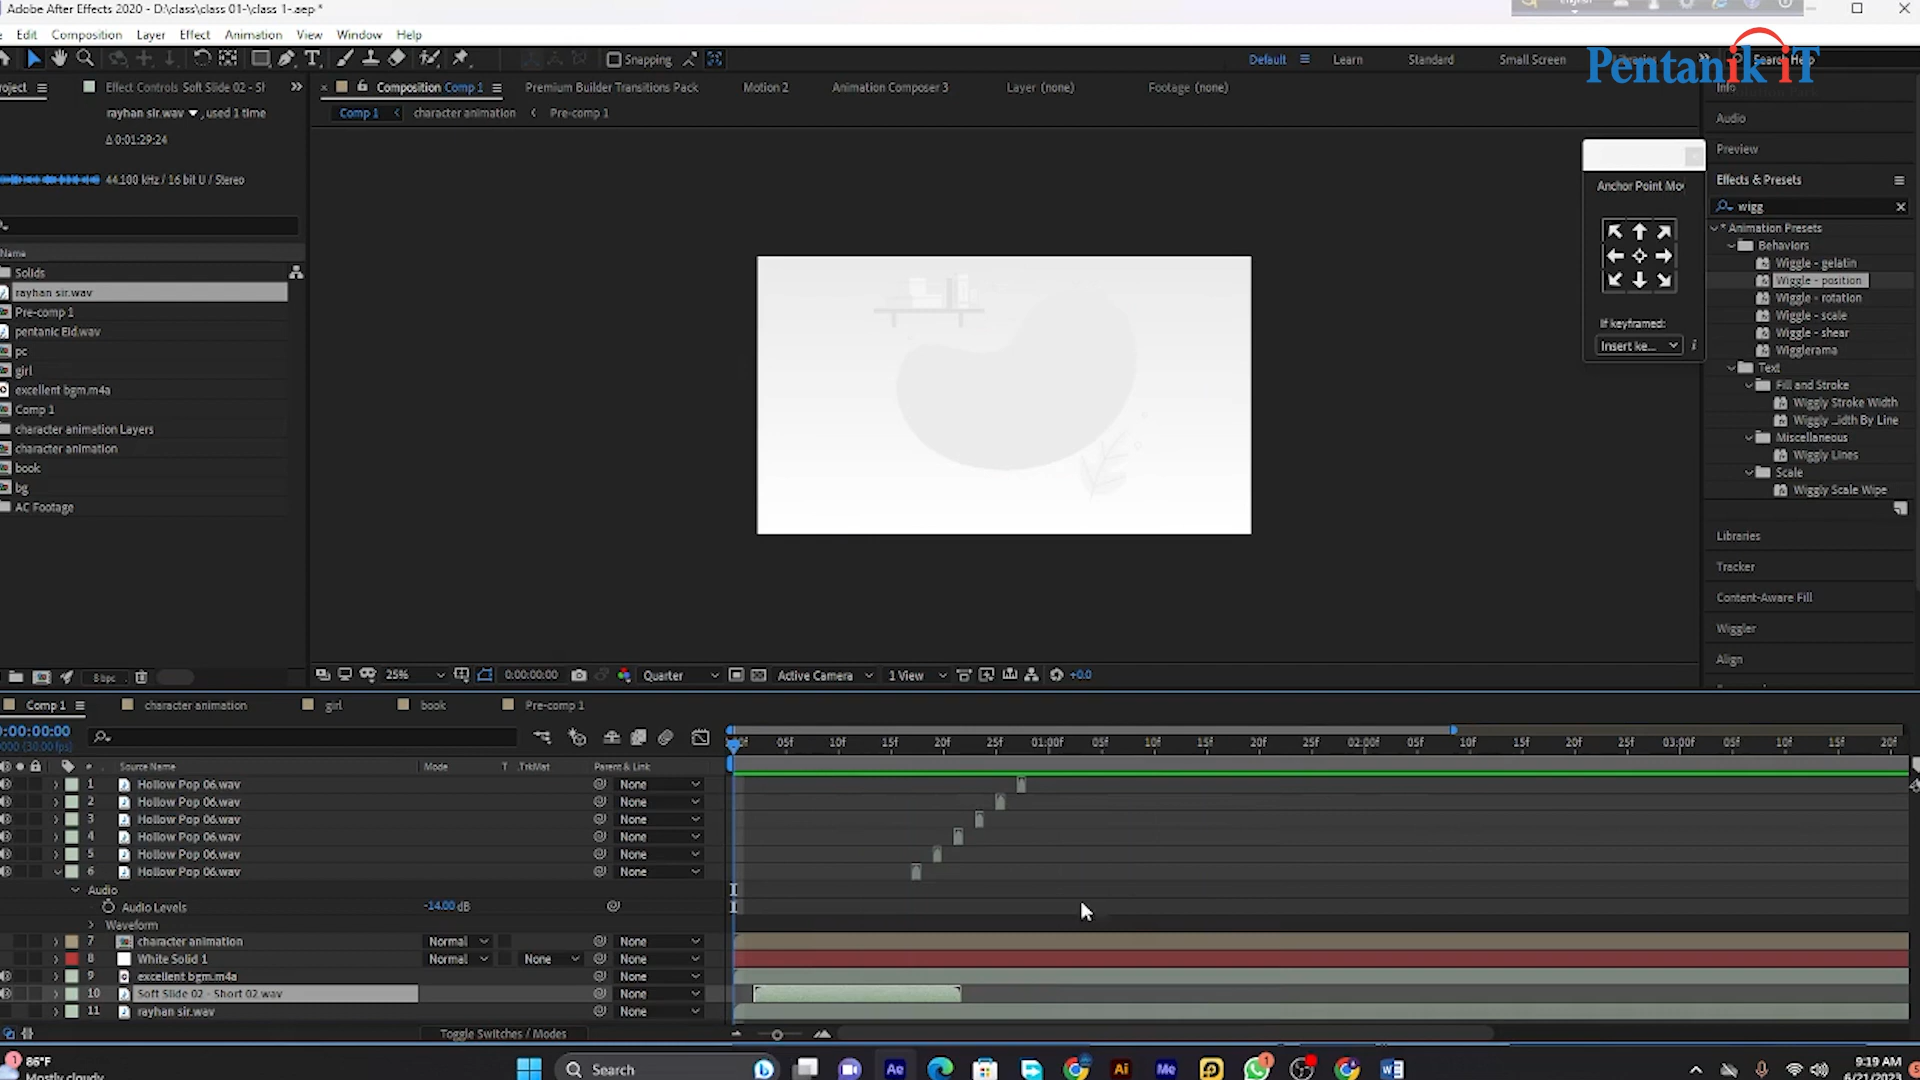 Adobe After Effects 2020 - D:\class\class 01-\class 1-.aep *
Edit Composition Layer Effect Animation View Window Help
Snapping
Default Learn Standard Small Screen Search Help
Pentanik iT
Effect Controls Soft Slide 02 - SI
Composition Comp 1 Premium Builder Transitions Pack Motion 2 Animation Composer 3 Layer (none) Footage (none)
Comp 1 character animation Pre-comp 1
rayhan sir.wav , used 1 time
Δ 0:01:29:24
44.100 kHz / 16 bit U / Stereo
Name
Solids
rayhan sir.wav
Pre-comp 1
pentanic Eid.wav
pc
girl
excellent bgm.m4a
Comp 1
character animation Layers
character animation
book
bg
AC Footage
8 bpc
Anchor Point Mo
If keyframed:
Insert ke...
Info
Audio
Preview
Effects & Presets
wigg
* Animation Presets
Behaviors
Wiggle - gelatin
Wiggle - position
Wiggle - rotation
Wiggle - scale
Wiggle - shear
Wigglerama
Text
Fill and Stroke
Wiggly Stroke Width
Wiggly ...idth By Line
Miscellaneous
Wiggly Lines
Scale
Wiggly Scale Wipe
Libraries
Tracker
Content-Aware Fill
Wiggler
Align
25% 0:00:00:00 Quarter Active Camera 1 View +0.0
Comp 1 character animation girl book Pre-comp 1
0:00:00:00
(30.00 fps)
05f 10f 15f 20f 25f 01:00f 05f 10f 15f 20f 25f 02:00f 05f 10f 15f 20f 25f 03:00f 05f 10f 15f 20f
Source Name Mode T .TrkMat Parent & Link
1 Hollow Pop 06.wav None
2 Hollow Pop 06.wav None
3 Hollow Pop 06.wav None
4 Hollow Pop 06.wav None
5 Hollow Pop 06.wav None
6 Hollow Pop 06.wav None
Audio
Audio Levels -14.00 dB
Waveform
7 character animation Normal None
8 White Solid 1 Normal None None
9 excellent bgm.m4a None
10 Soft Slide 02 - Short 02.wav None
11 rayhan sir.wav None
Toggle Switches / Modes
86°F
Mostly cloudy
Search
9:19 AM
6/21/2023